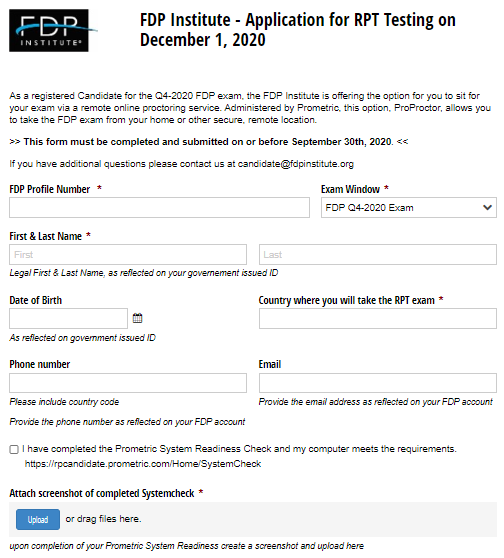 FDP
INSTITUTE®
FDP Institute - Application for RPT Testing on
December 1, 2020
As a registered Candidate for the Q4-2020 FDP exam, the FDP Institute is offering the option for you to sit for
your exam via a remote online proctoring service. Administered by Prometric, this option, ProProctor, allows you
to take the FDP exam from your home or other secure, remote location.
>> This form must be completed and submitted on or before September 30th, 2020. <<
If you have additional questions please contact us at candidate@fdpinstitute.org
FDP Profile Number *
Exam Window *
FDP Q4-2020 Exam
First & Last Name *
First
Last
Legal First & Last Name, as reflected on your governement issued ID
Date of Birth
Country where you will take the RPT exam *
As reflected on government issued ID
Phone number
Email
Please include country code
Provide the email address as reflected on your FDP account
Provide the phone number as reflected on your FDP account
I have completed the Prometric System Readiness Check and my computer meets the requirements.
https://rpcandidate.prometric.com/Home/SystemCheck
Attach screenshot of completed Systemcheck *
Upload or drag files here.
upon completion of your Prometric System Readiness create a screenshot and upload here